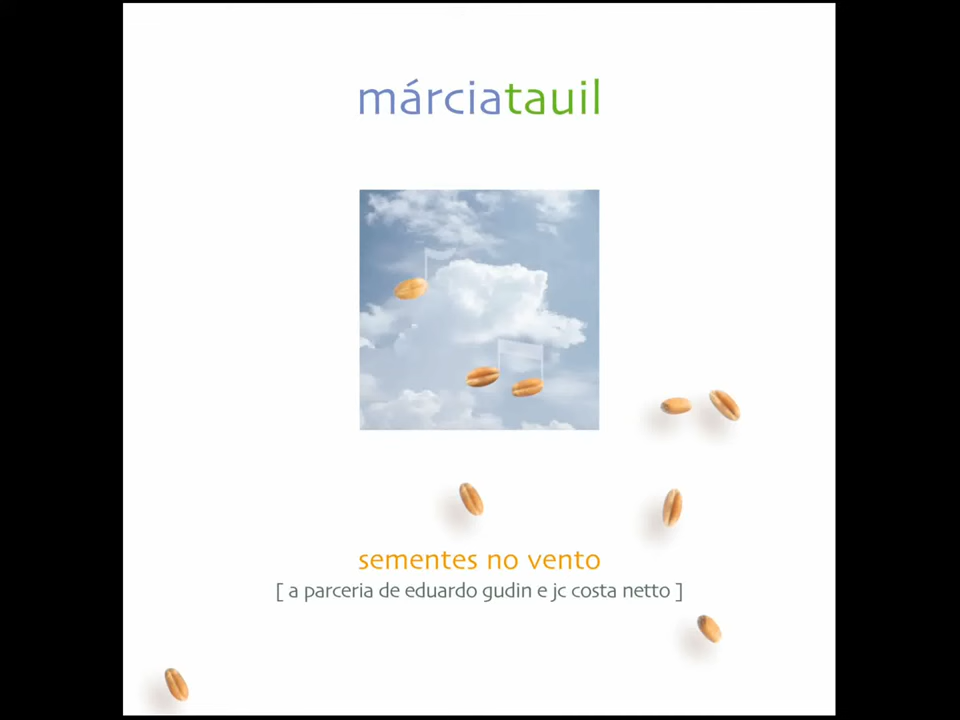 márciatauil
sementes no vento
[ a parceria de eduardo gudin e jc costa netto ]